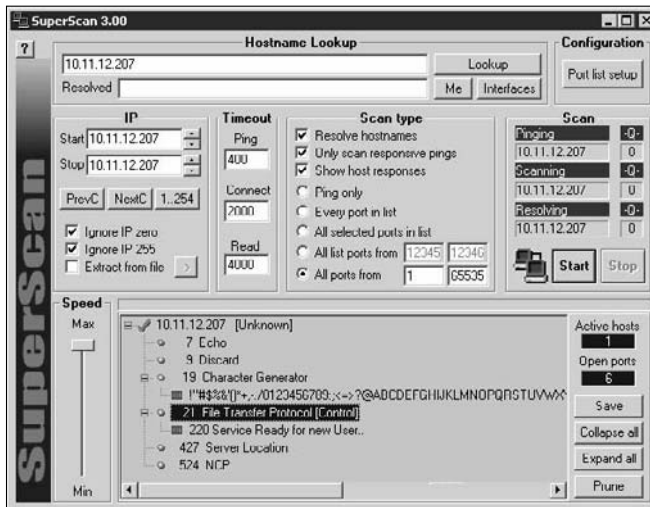 SuperScan 3.00
?
SuperScan
Hostname Lookup
10.11.12.207
Lookup
Resolved
Me
Interfaces
Configuration
Port list setup
IP
Start 10.11.12.207
Stop 10.11.12.207
PrevC NextC 1..254
Ignore IP zero
Ignore IP 255
Extract from file
>
Timeout
Ping
400
Connect
2000
Read
4000
Scan type
Resolve hostnames
Only scan responsive pings
Show host responses
Ping only
Every port in list
All selected ports in list
All list ports from 12345 12346
All ports from 1 65535
Scan
Pinging -Q-
10.11.12.207 0
Scanning -Q-
10.11.12.207 0
Resolving -Q-
10.11.12.207 0
Start Stop
Speed
Max
Min
10.11.12.207 [Unknown]
7 Echo
9 Discard
19 Character Generator
!"#$%&'()*+,-./0123456789:;<=>?@ABCDEFGHIJKLMNOPQRSTUVWX
21 File Transfer Protocol [Control]
220 Service Ready for new User..
427 Server Location
524 NCP
Active hosts
1
Open ports
6
Save
Collapse all
Expand all
Prune